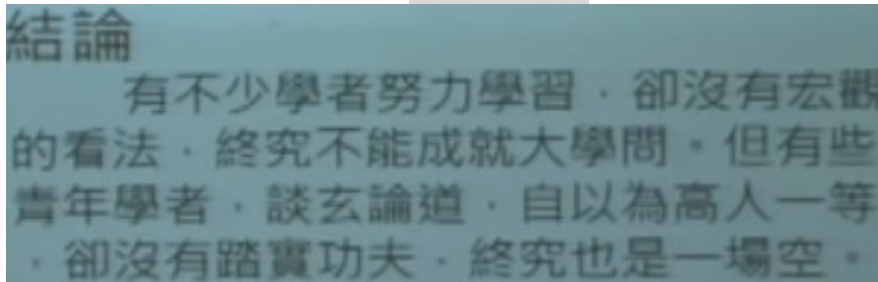 結論
有不少學者努力學習，卻沒有宏觀
的看法，終究不能成就大學問。但有些
青年學者，談玄論道，自以為高人一等
，卻沒有踏實功夫，終究也是一場空。